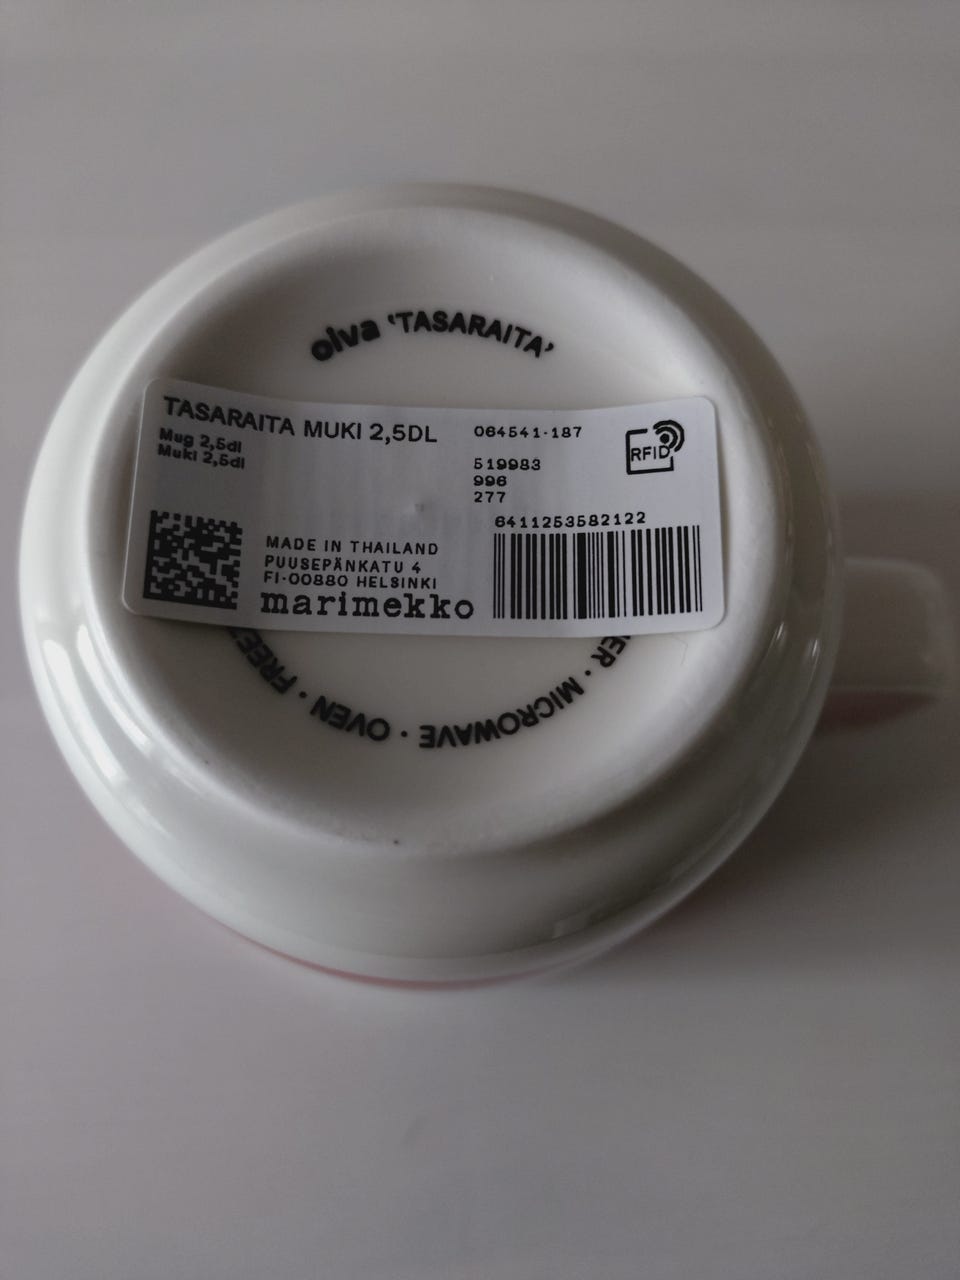 oiva 'TASARAITA'
TASARAITA MUKI 2,5DL
Mug 2,5dl
Muki 2,5dl
064541-187
519983
996
277
RFID
6411253582122
MADE IN THAILAND
PUUSEPÄNKATU 4
FI-00880 HELSINKI
marimekko
· MICROWAVE · OVEN ·